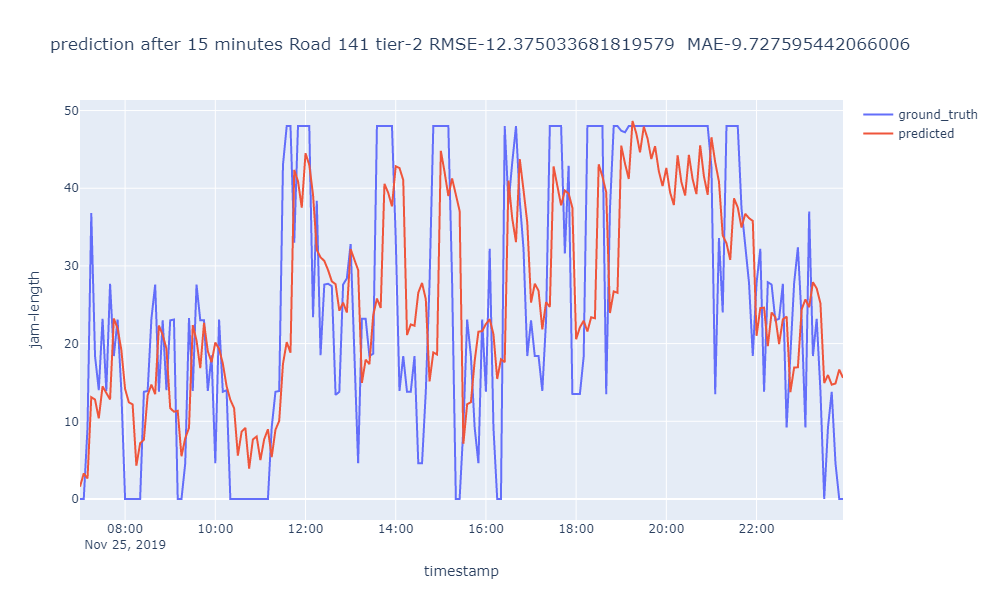 prediction after 15 minutes Road 141 tier-2 RMSE-12.375033681819579 MAE-9.727595442066006
ground_truth
predicted
jam-length
50
40
30
20
10
0
08:00 10:00 12:00 14:00 16:00 18:00 20:00 22:00
Nov 25, 2019
timestamp